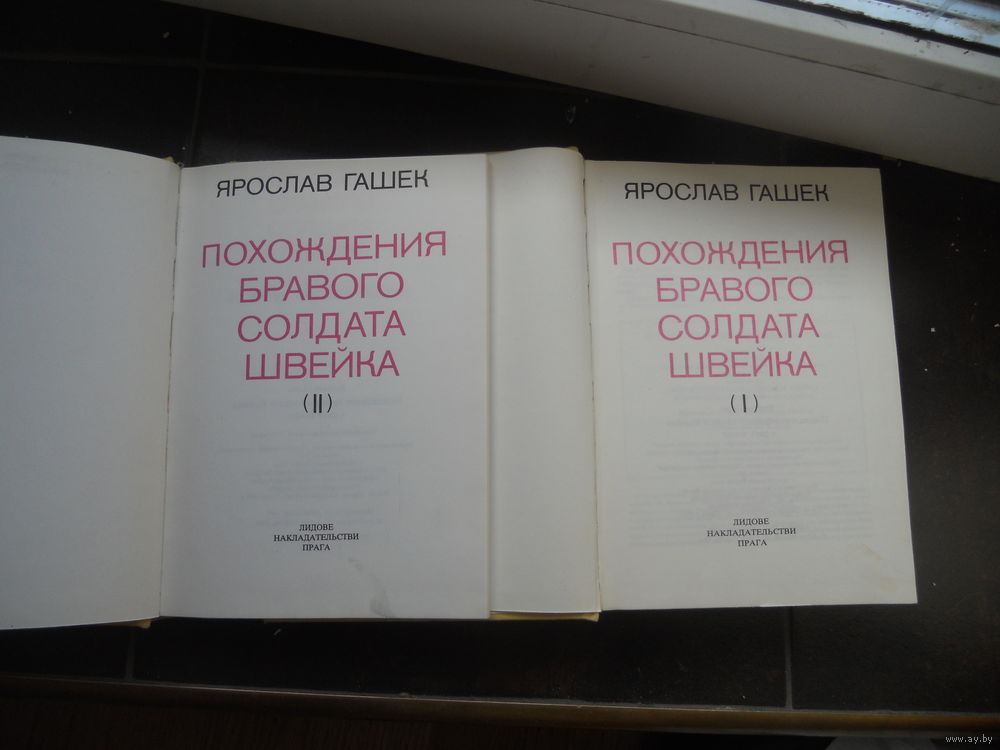 ЯРОСЛАВ ГАШЕК
ПОХОЖДЕНИЯ
БРАВОГО
СОЛДАТА
ШВЕЙКА
(II)
ЛИДОВЕ
НАКЛАДАТЕЛЬСТВИ
ПРАГА
ЯРОСЛАВ ГАШЕК
ПОХОЖДЕНИЯ
БРАВОГО
СОЛДАТА
ШВЕЙКА
(I)
ЛИДОВЕ
НАКЛАДАТЕЛЬСТВИ
ПРАГА
www.ay.by